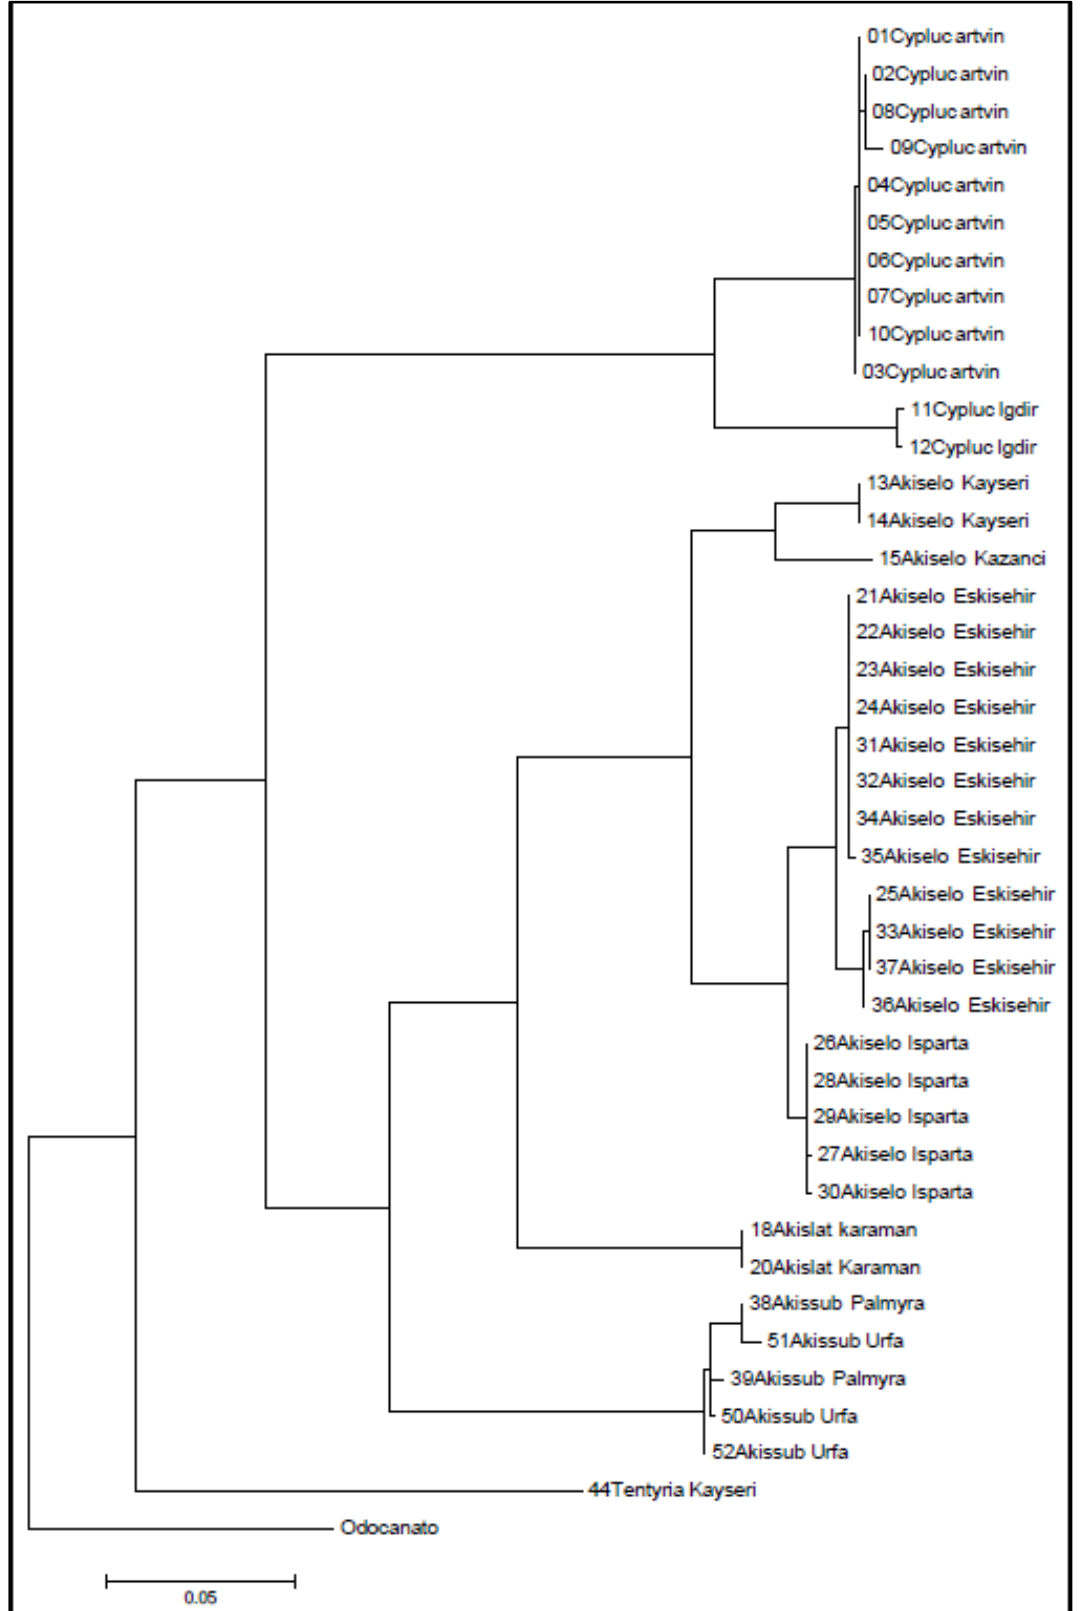 01Cypluc artvin
02Cypluc artvin
08Cypluc artvin
09Cypluc artvin
04Cypluc artvin
05Cypluc artvin
06Cypluc artvin
07Cypluc artvin
10Cypluc artvin
03Cypluc artvin
11Cypluc Igdir
12Cypluc Igdir
13Akiselo Kayseri
14Akiselo Kayseri
15Akiselo Kazanci
21Akiselo Eskisehir
22Akiselo Eskisehir
23Akiselo Eskisehir
24Akiselo Eskisehir
31Akiselo Eskisehir
32Akiselo Eskisehir
34Akiselo Eskisehir
35Akiselo Eskisehir
25Akiselo Eskisehir
33Akiselo Eskisehir
37Akiselo Eskisehir
36Akiselo Eskisehir
26Akiselo Isparta
28Akiselo Isparta
29Akiselo Isparta
27Akiselo Isparta
30Akiselo Isparta
18Akislat karaman
20Akislat Karaman
38Akissub Palmyra
51Akissub Urfa
39Akissub Palmyra
50Akissub Urfa
52Akissub Urfa
44Tentyria Kayseri
Odocanato
0.05